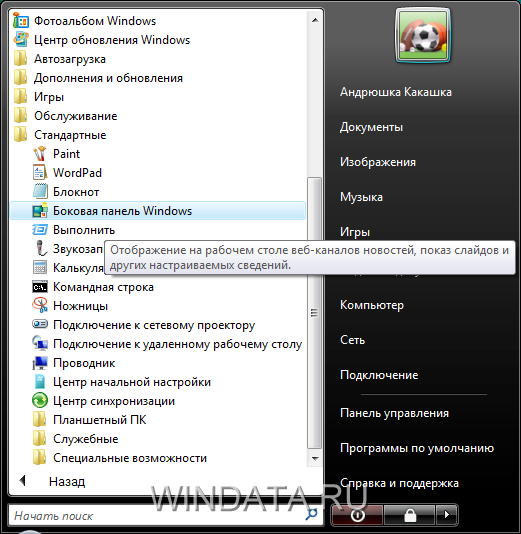 Фотоальбом Windows
Центр обновления Windows
Автозагрузка
Дополнения и обновления
Игры
Обслуживание
Стандартные
Paint
WordPad
Блокнот
Боковая панель Windows
Выполнить
Звукозап
Калькуля
Командная строка
Ножницы
Подключение к сетевому проектору
Подключение к удаленному рабочему столу
Проводник
Центр начальной настройки
Центр синхронизации
Планшетный ПК
Служебные
Специальные возможности
Назад
Начать поиск
Отображение на рабочем столе веб-каналов новостей, показ слайдов и
других настраиваемых сведений.
Андрюшка Какашка
Документы
Изображения
Музыка
Игры
Компьютер
Сеть
Подключение
Панель управления
Программы по умолчанию
Справка и поддержка
WINDATA.RU